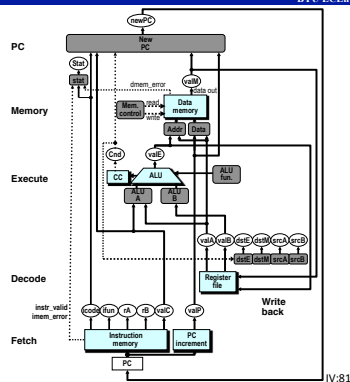 newPC
PC
New
PC
Stat
stat
valM
data out
dmem_error
Memory
Mem.
control
read
write
Data
memory
Addr
Data
Cnd
valE
Execute
CC
ALU
ALU
fun.
ALU
A
ALU
B
valA
valB
dstE
dstM
srcA
srcB
dstE
dstM
srcA
srcB
Decode
Register
file
Write
back
instr_valid
imem_error
icode
ifun
rA
rB
valC
valP
Fetch
Instruction
memory
PC
increment
PC
IV:81